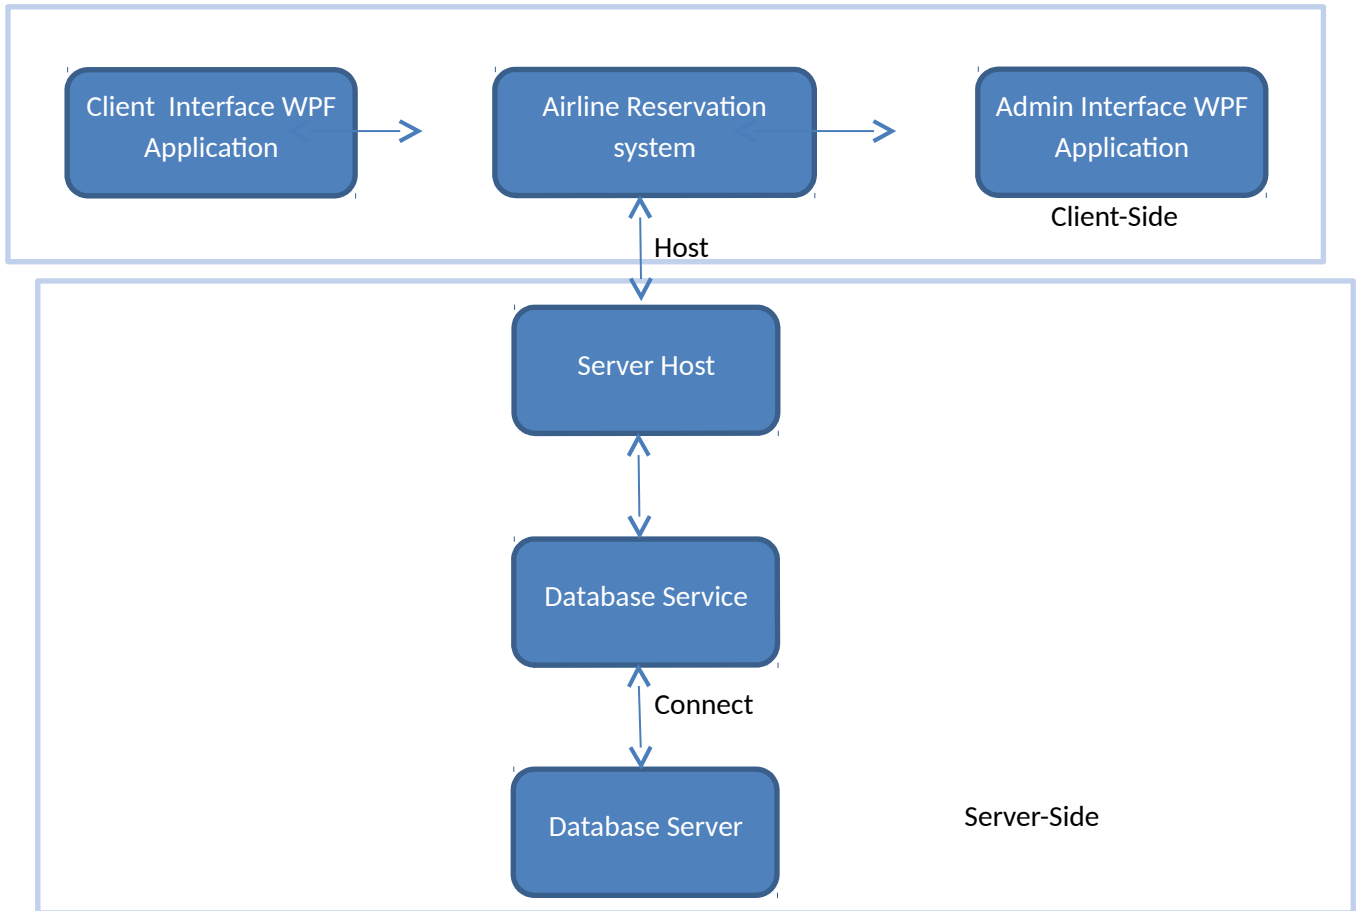 Client  Interface WPF
Application
Airline Reservation
system
Admin Interface WPF
Application
Client-Side
Host
Server Host
Database Service
Connect
Database Server
Server-Side